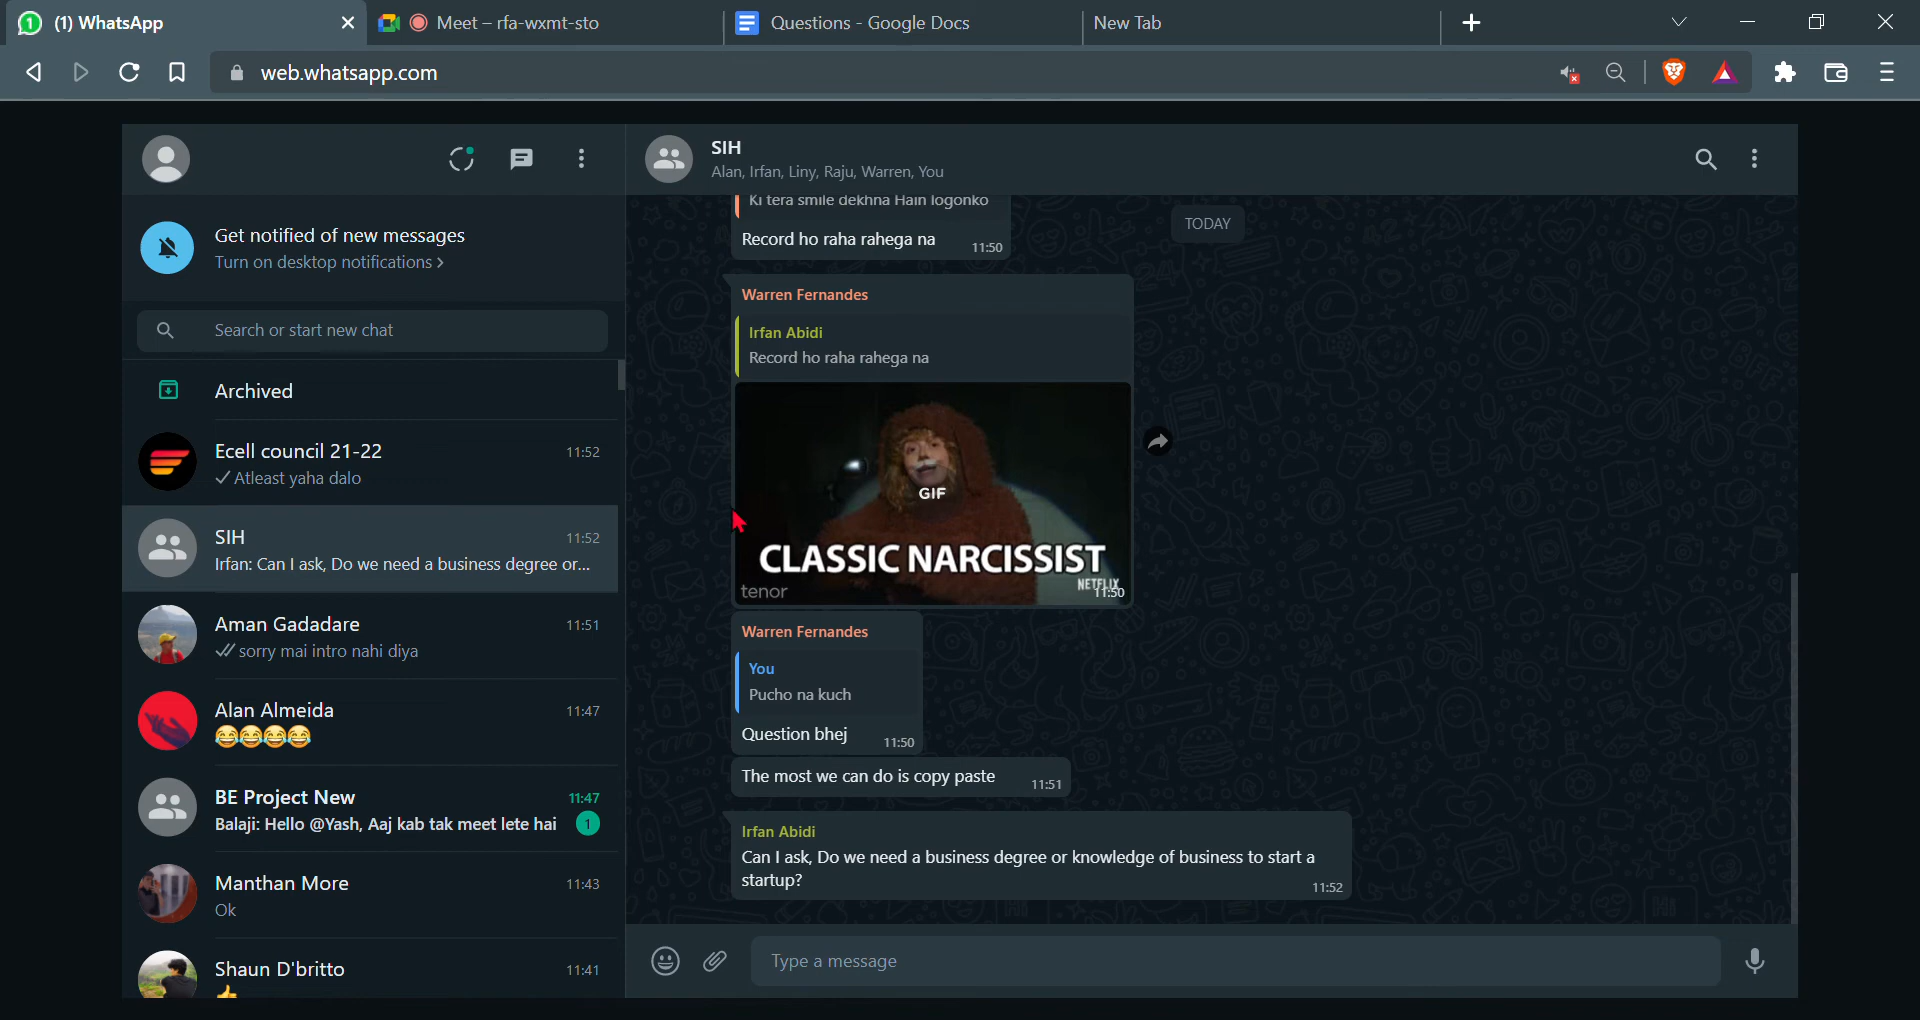 (1) WhatsApp
Meet – rfa-wxmt-sto
Questions - Google Docs
New Tab
web.whatsapp.com
SIH
Alan, Irfan, Liny, Raju, Warren, You
Get notified of new messages
Turn on desktop notifications >
Search or start new chat
Archived
Ecell council 21-22 11:52
Atleast yaha dalo
SIH 11:52
Irfan: Can I ask, Do we need a business degree or...
Aman Gadadare 11:51
sorry mai intro nahi diya
Alan Almeida 11:47
😂😂😂😂
BE Project New 11:47
Balaji: Hello @Yash, Aaj kab tak meet lete hai 1
Manthan More 11:43
Ok
Shaun D'britto 11:41
👍
Ki tera smile dekhna Hain logonko
TODAY
Record ho raha rahega na 11:50
Warren Fernandes
Irfan Abidi
Record ho raha rahega na
GIF
CLASSIC NARCISSIST
NETFLIX
tenor 11:50
Warren Fernandes
You
Pucho na kuch
Question bhej 11:50
The most we can do is copy paste 11:51
Irfan Abidi
Can I ask, Do we need a business degree or knowledge of business to start a
startup? 11:52
Type a message